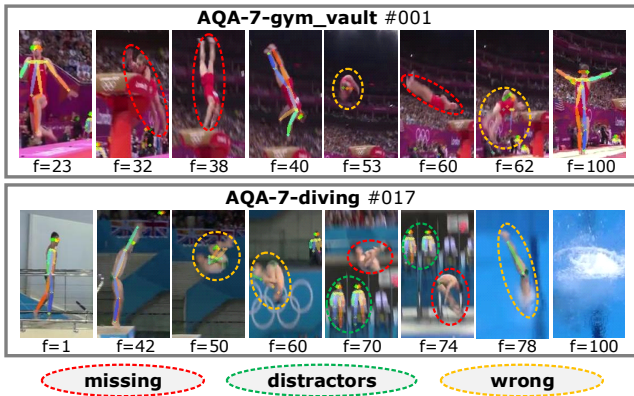 AQA-7-gym_vault #001
f=23 f=32 f=38 f=40 f=53 f=60 f=62 f=100
AQA-7-diving #017
f=1 f=42 f=50 f=60 f=70 f=74 f=78 f=100
missing distractors wrong